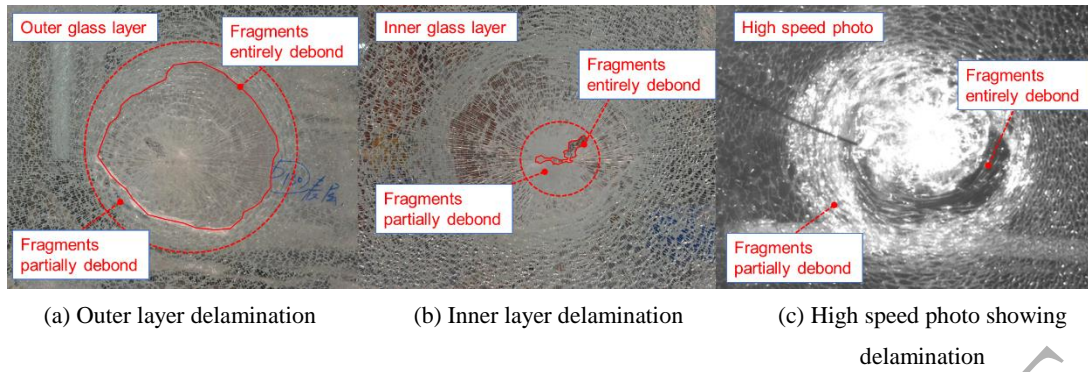 Outer glass layer
Fragments
entirely debond
Fragments
partially debond
Inner glass layer
Fragments
entirely debond
Fragments
partially debond
High speed photo
Fragments
entirely debond
Fragments
partially debond
(a) Outer layer delamination
(b) Inner layer delamination
(c) High speed photo showing
delamination